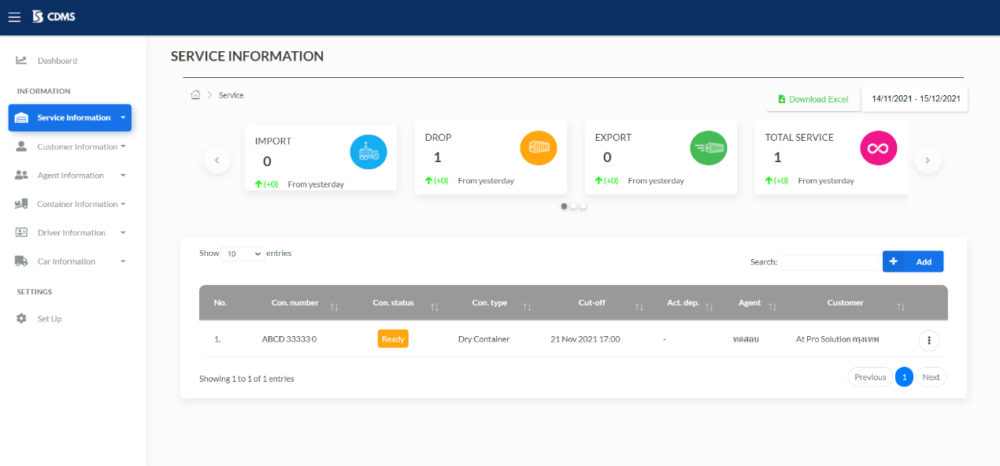 CDMS
Dashboard
INFORMATION
Service Information
Customer Information
Agent Information
Container Information
Driver Information
Car Information
SETTINGS
Set Up
SERVICE INFORMATION
Service
Download Excel
14/11/2021 - 15/12/2021
IMPORT
0
(+0) From yesterday
DROP
1
(+0) From yesterday
EXPORT
0
(+0) From yesterday
TOTAL SERVICE
1
(+0) From yesterday
Show 10 entries
Search:
Add
No. Con. number Con. status Con. type Cut-off Act. dep. Agent Customer
1. ABCD 33333 0 Ready Dry Container 21 Nov 2021 17:00 - ทดสอบ At Pro Solution กรุงเทพ
Showing 1 to 1 of 1 entries
Previous 1 Next